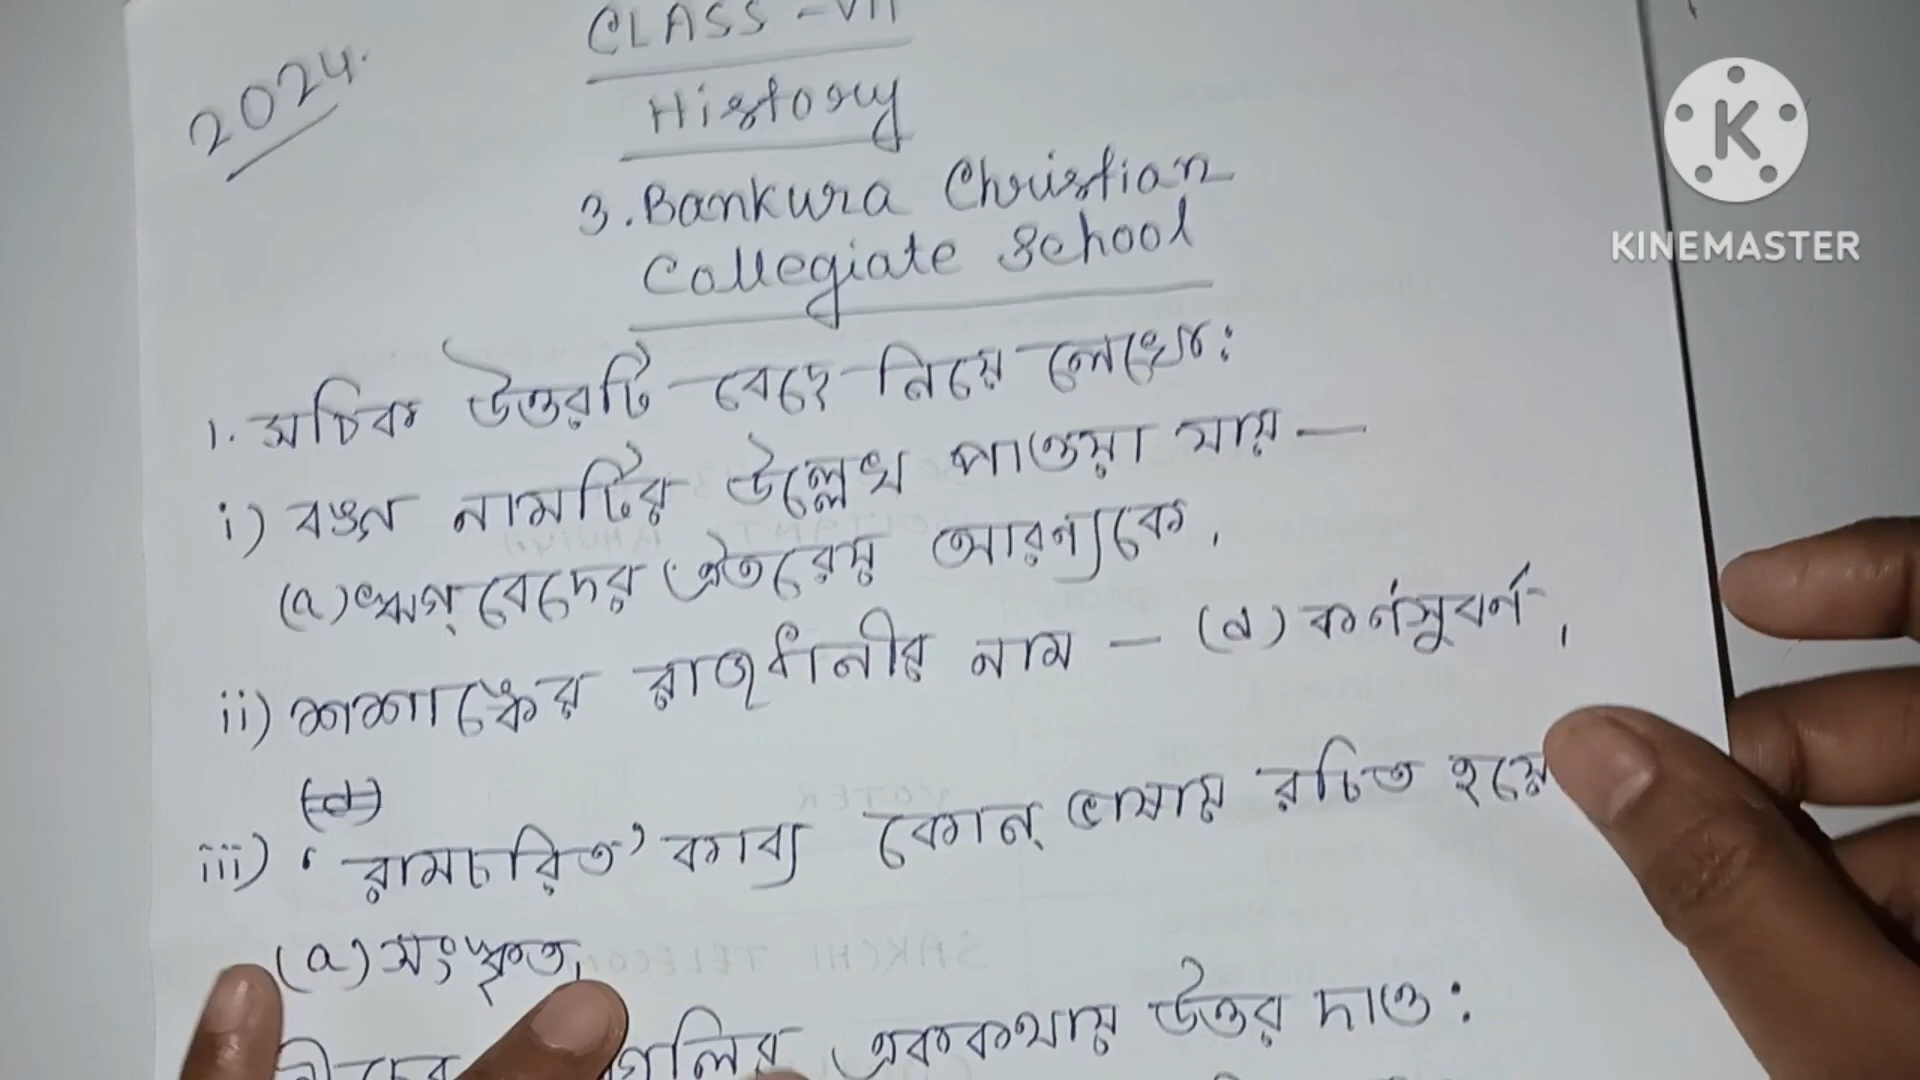 2024.
CLASS - VII
History
3. Bankura Christian
Collegiate School
KINEMASTER
1. সঠিক উত্তরটি বেছে নিয়ে লেখো:
i) বঙ্গ নামটির উল্লেখ পাওয়া যায় —
(a) ঋগ্‌বেদের ঐতরেয় আরণ্যকে,
ii) শশাঙ্কের রাজধানীর নাম — (d) কর্ণসুবর্ণ,
(d)
iii) 'রামচরিত' কাব্য কোন্ ভাষায় রচিত হয়ে
(a) সংস্কৃত,
একককথায় উত্তর দাও: